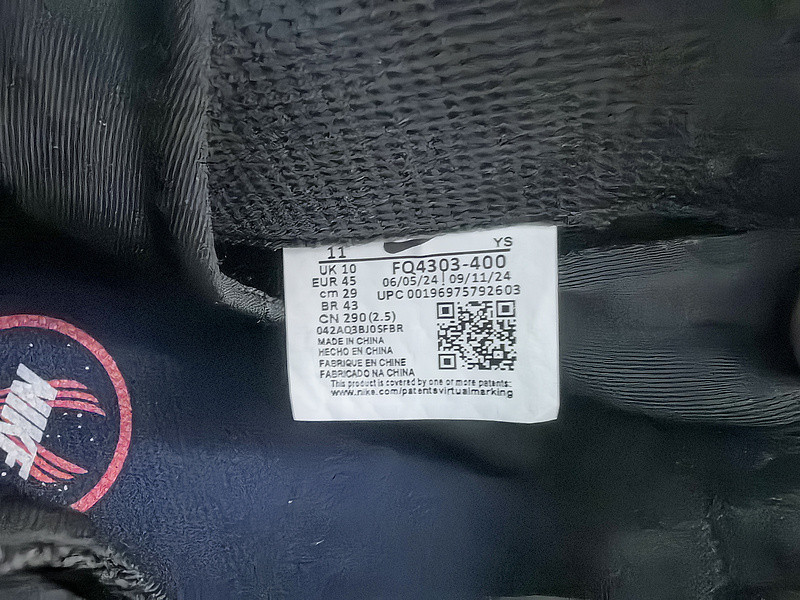 11 YS
UK 10 FQ4303-400
EUR 45 06/05/24 | 09/11/24
cm 29 UPC 00196975792603
BR 43
CN 290 (2.5)
042AQ3BJ05FBR
MADE IN CHINA
HECHO EN CHINA
FABRIQUE EN CHINE
FABRICADO NA CHINA
This product is covered by one or more patents:
www.nike.com/patentsvirtualmarking
NIKE